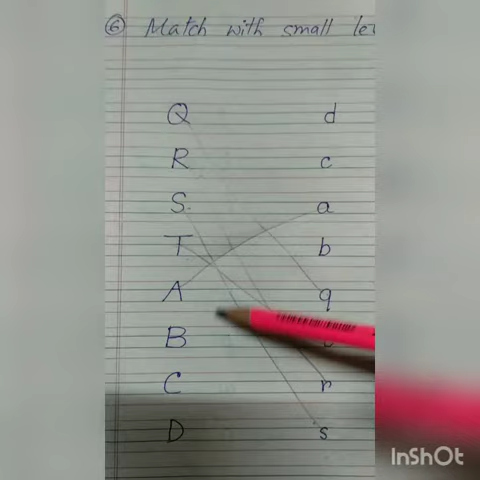 ⑥ Match with small
Q d
R c
S a
T b
A q
B
C r
D s
InShOt